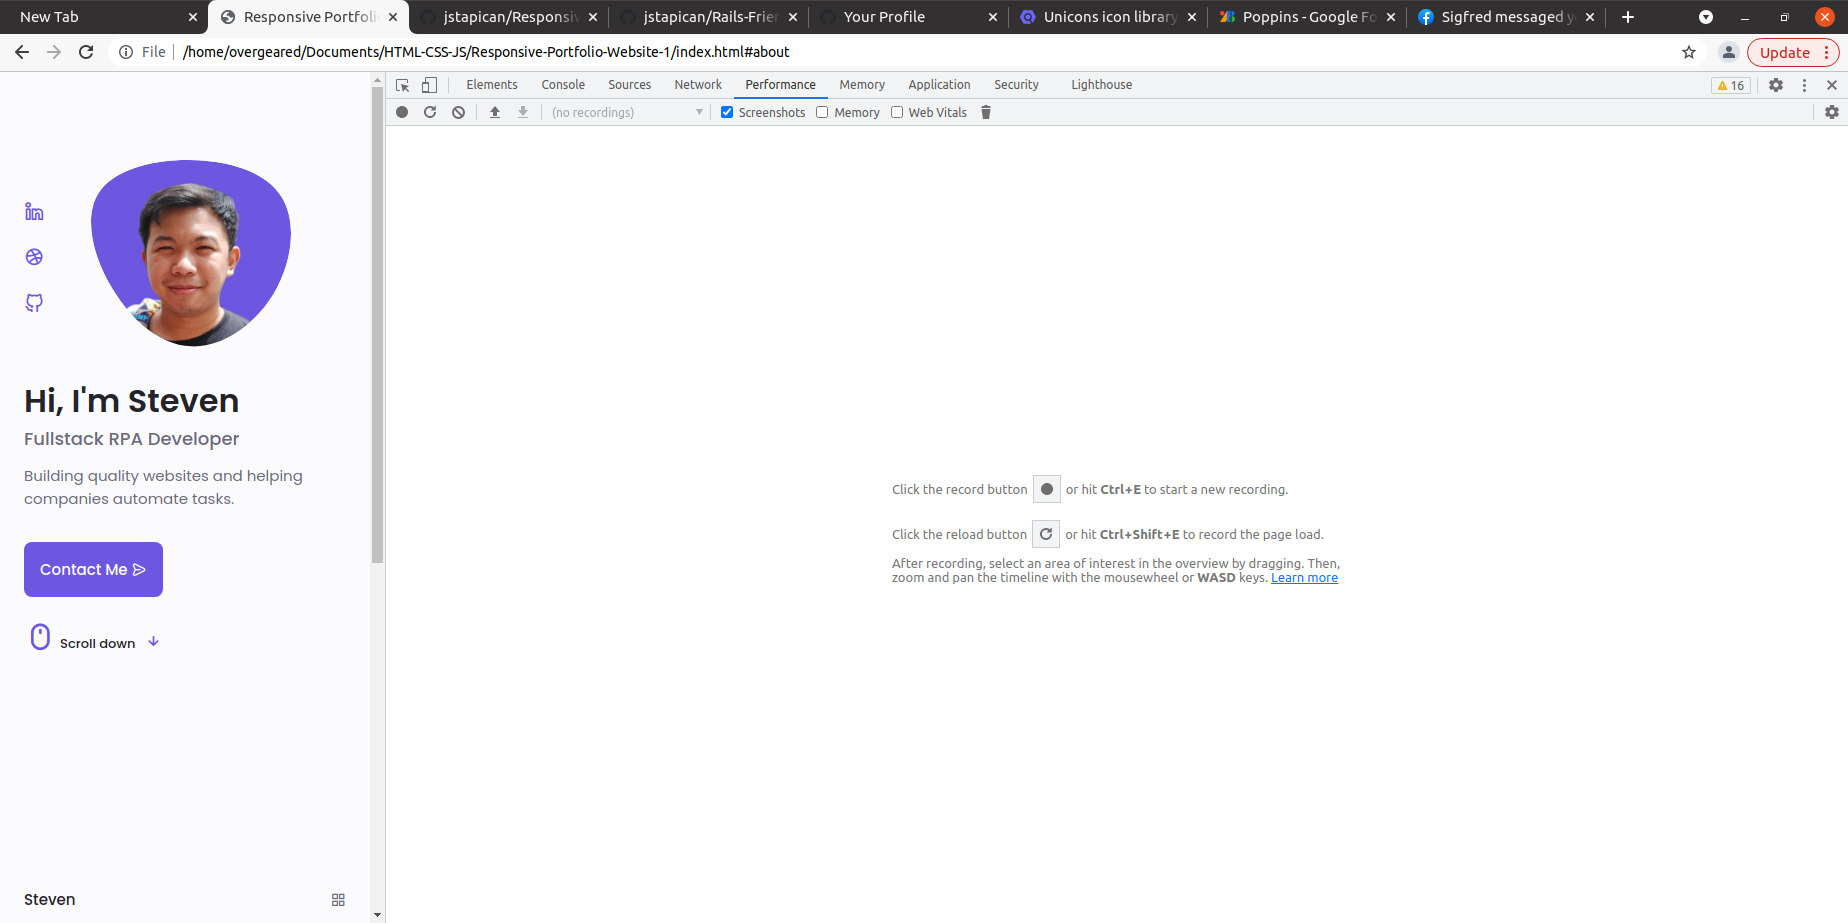 New Tab
Responsive Portfoli
jstapican/Responsiv
jstapican/Rails-Frier
Your Profile
Unicons icon library
Poppins - Google Fo
Sigfred messaged y
File
/home/overgeared/Documents/HTML-CSS-JS/Responsive-Portfolio-Website-1/index.html#about
Update
Elements
Console
Sources
Network
Performance
Memory
Application
Security
Lighthouse
16
(no recordings)
Screenshots
Memory
Web Vitals
Hi, I'm Steven
Fullstack RPA Developer
Building quality websites and helping
companies automate tasks.
Contact Me
Scroll down
Steven
Click the record button or hit Ctrl+E to start a new recording.
Click the reload button or hit Ctrl+Shift+E to record the page load.
After recording, select an area of interest in the overview by dragging. Then,
zoom and pan the timeline with the mousewheel or WASD keys. Learn more